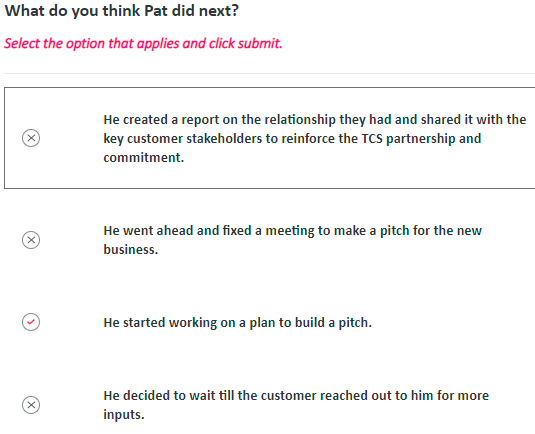 What do you think Pat did next?
Select the option that applies and click submit.
He created a report on the relationship they had and shared it with the
key customer stakeholders to reinforce the TCS partnership and
commitment.
He went ahead and fixed a meeting to make a pitch for the new
business.
He started working on a plan to build a pitch.
He decided to wait till the customer reached out to him for more
inputs.